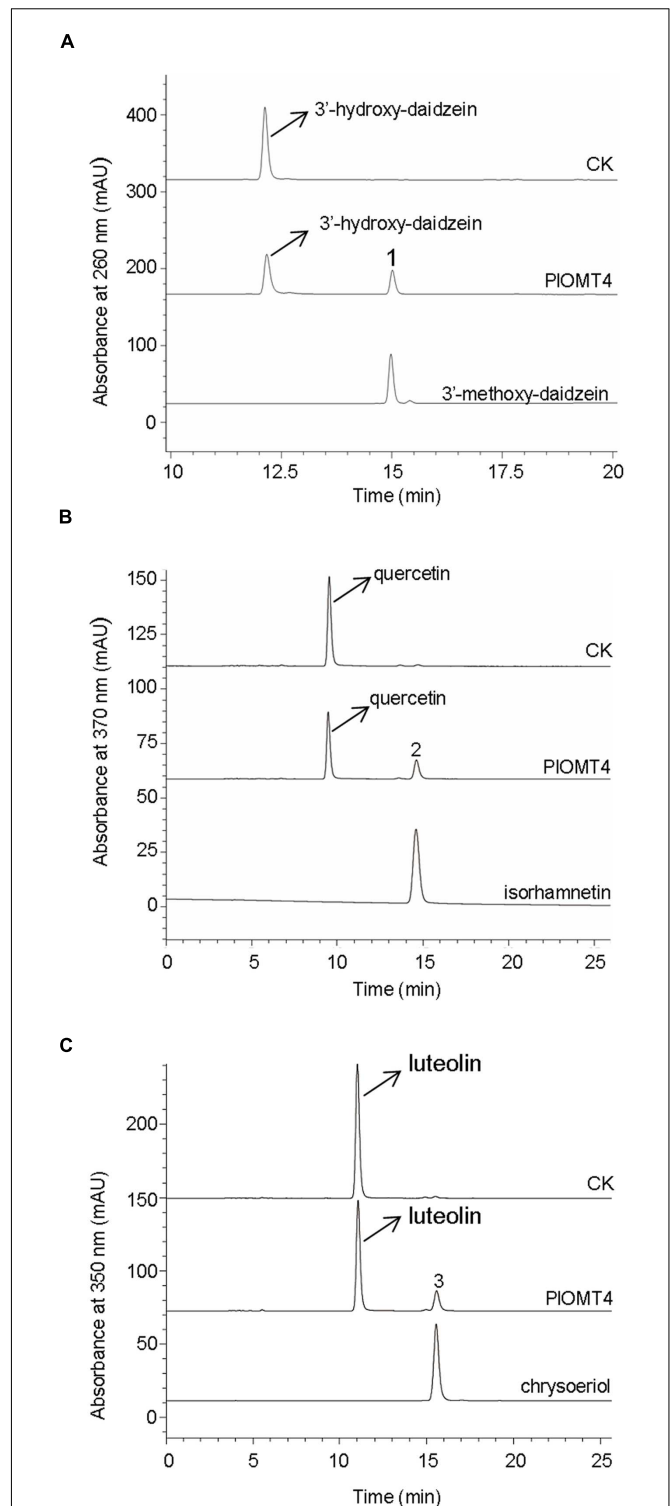 A
Absorbance at 260 nm (mAU)
400
300
200
100
0
3'-hydroxy-daidzein
CK
3'-hydroxy-daidzein
1
PlOMT4
3'-methoxy-daidzein
10 12.5 15 17.5 20
Time (min)
B
Absorbance at 370 nm (mAU)
150
125
100
75
50
25
0
quercetin
CK
quercetin
2
PlOMT4
isorhamnetin
0 5 10 15 20 25
Time (min)
C
Absorbance at 350 nm (mAU)
200
150
100
50
0
luteolin
CK
luteolin
3
PlOMT4
chrysoeriol
0 5 10 15 20 25
Time (min)